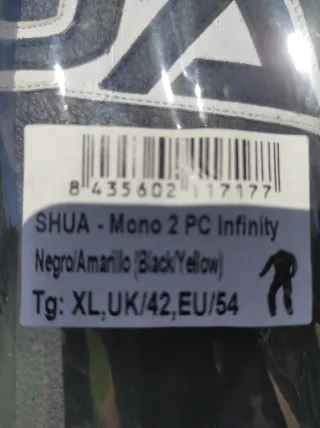 8 435602 117177
SHUA - Mono 2 PC Infinity
Negro/Amarillo (Black/Yellow)
Tg: XL,UK/42,EU/54